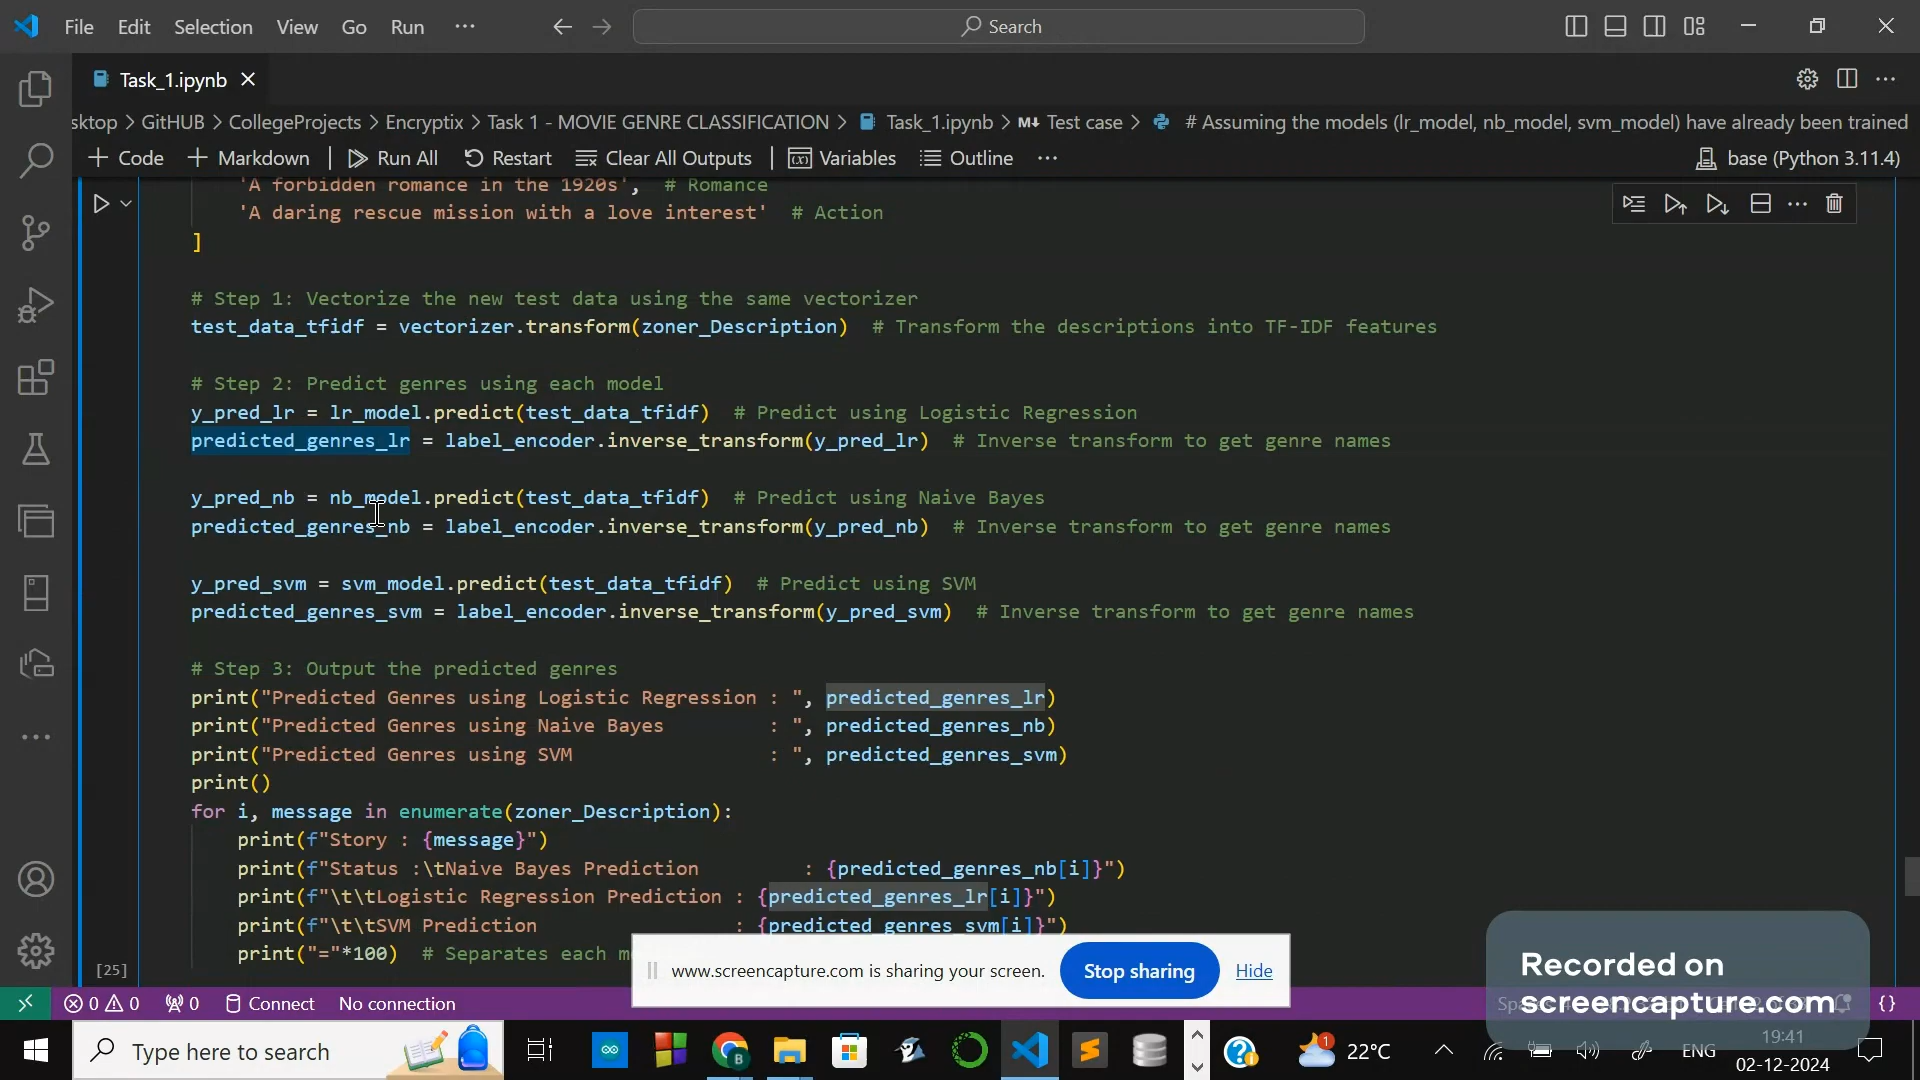 File Edit Selection View Go Run ··· Search
Task_1.ipynb
sktop > GitHUB > CollegeProjects > Encryptix > Task 1 - MOVIE GENRE CLASSIFICATION > Task_1.ipynb > M↓ Test case > # Assuming the models (lr_model, nb_model, svm_model) have already been trained
+ Code + Markdown Run All Restart Clear All Outputs Variables Outline ··· base (Python 3.11.4)
'A forbidden romance in the 1920s', # Romance
'A daring rescue mission with a love interest' # Action
]
# Step 1: Vectorize the new test data using the same vectorizer
test_data_tfidf = vectorizer.transform(zoner_Description) # Transform the descriptions into TF-IDF features
# Step 2: Predict genres using each model
y_pred_lr = lr_model.predict(test_data_tfidf) # Predict using Logistic Regression
predicted_genres_lr = label_encoder.inverse_transform(y_pred_lr) # Inverse transform to get genre names
y_pred_nb = nb_model.predict(test_data_tfidf) # Predict using Naive Bayes
predicted_genres_nb = label_encoder.inverse_transform(y_pred_nb) # Inverse transform to get genre names
y_pred_svm = svm_model.predict(test_data_tfidf) # Predict using SVM
predicted_genres_svm = label_encoder.inverse_transform(y_pred_svm) # Inverse transform to get genre names
# Step 3: Output the predicted genres
print("Predicted Genres using Logistic Regression : ", predicted_genres_lr)
print("Predicted Genres using Naive Bayes : ", predicted_genres_nb)
print("Predicted Genres using SVM : ", predicted_genres_svm)
print()
for i, message in enumerate(zoner_Description):
print(f"Story : {message}")
print(f"Status :\tNaive Bayes Prediction : {predicted_genres_nb[i]}")
print(f"\t\tLogistic Regression Prediction : {predicted_genres_lr[i]}")
print(f"\t\tSVM Prediction : {predicted_genres_svm[i]}")
print("="*100) # Separates each
[25]
www.screencapture.com is sharing your screen. Stop sharing Hide
Recorded on
screencapture.com
0 0 0 Connect No connection {}
Type here to search 1 22°C ENG 19:41
02-12-2024